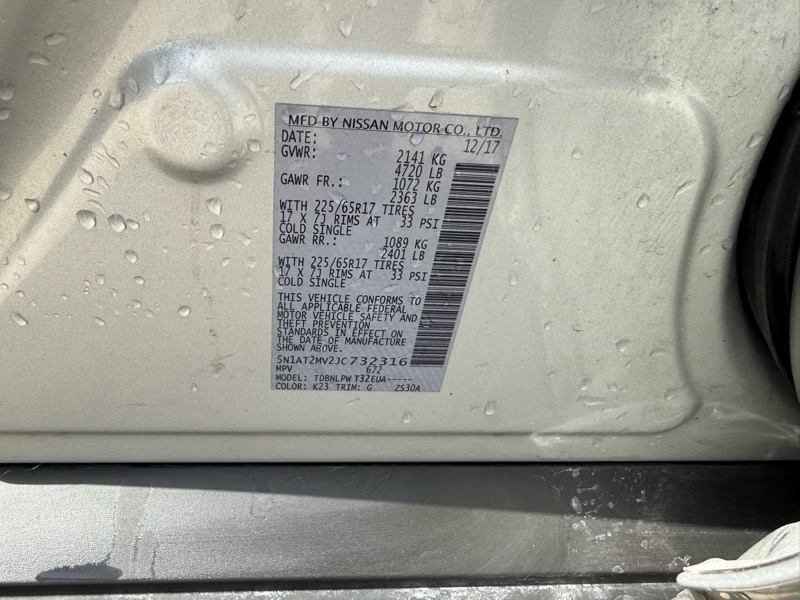 MFD BY NISSAN MOTOR CO., LTD.
DATE: 12/17
GVWR: 2141 KG
4720 LB
GAWR FR.: 1072 KG
2363 LB
WITH 225/65R17 TIRES
17 X 7J RIMS AT 33 PSI
COLD SINGLE
GAWR RR.: 1089 KG
2401 LB
WITH 225/65R17 TIRES
17 X 7J RIMS AT 33 PSI
COLD SINGLE
THIS VEHICLE CONFORMS TO
ALL APPLICABLE FEDERAL
MOTOR VEHICLE SAFETY AND
THEFT PREVENTION
STANDARDS IN EFFECT ON
THE DATE OF MANUFACTURE
SHOWN ABOVE.
5N1AT2MV2JC732316
MPV 672
MODEL: TDBNLPW T32EUA-----
COLOR: K23 TRIM: G ZS30A